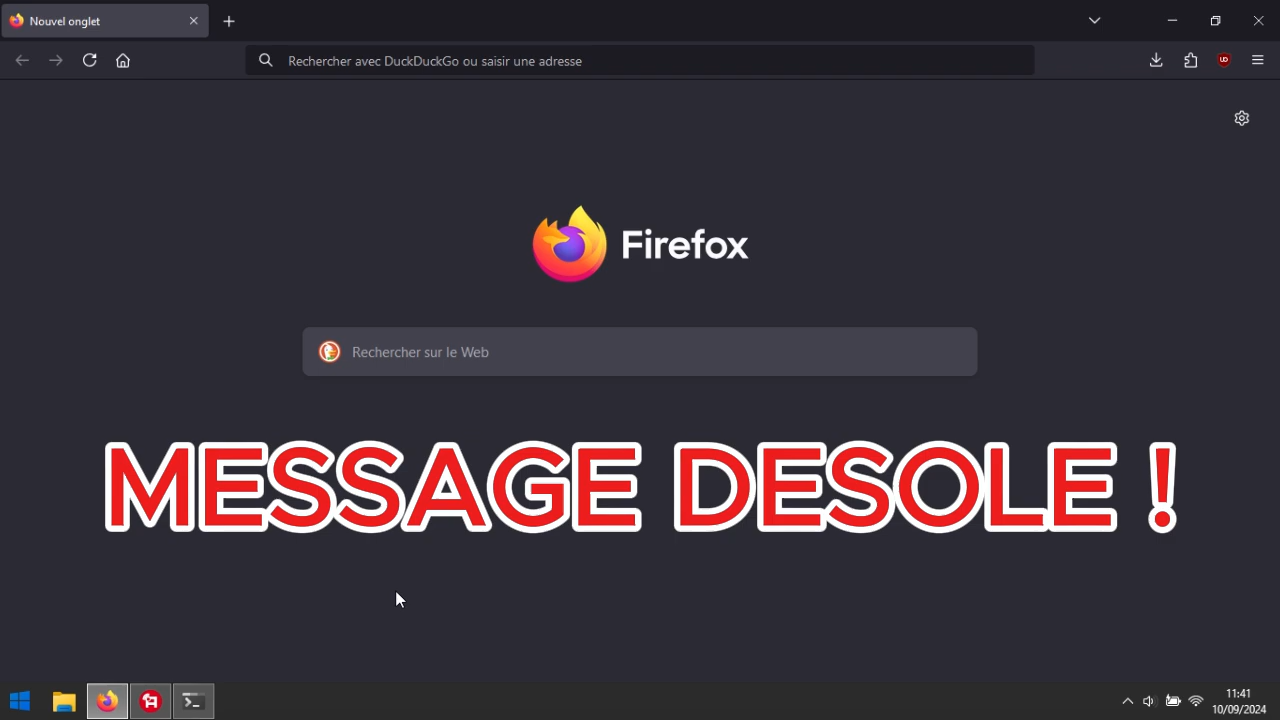 Nouvel onglet
Rechercher avec DuckDuckGo ou saisir une adresse
Firefox
Rechercher sur le Web
MESSAGE DESOLE !
11:41
10/09/2024